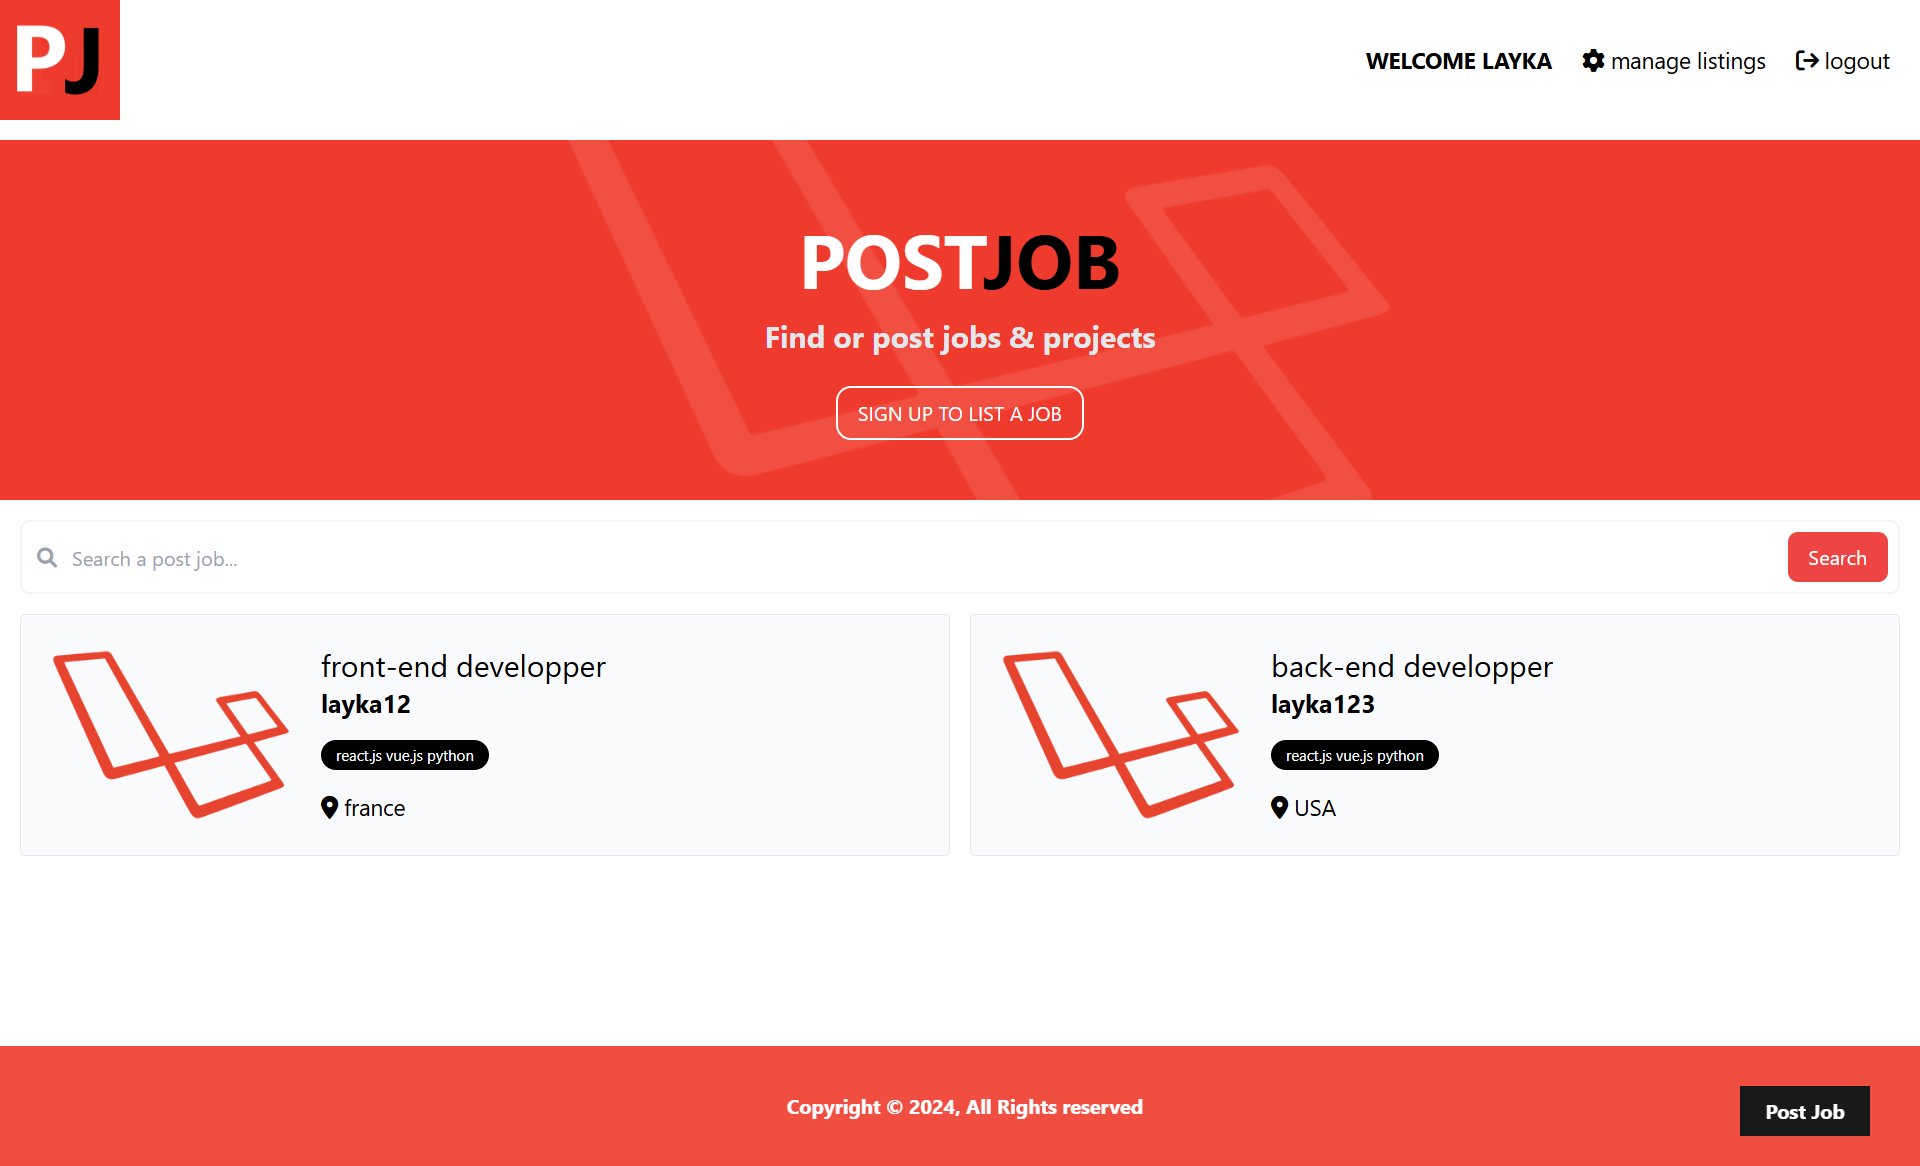 PJ
WELCOME LAYKA manage listings logout
POSTJOB
Find or post jobs & projects
SIGN UP TO LIST A JOB
Search a post job...
Search
front-end developper
layka12
react.js vue.js python
france
back-end developper
layka123
react.js vue.js python
USA
Copyright © 2024, All Rights reserved
Post Job